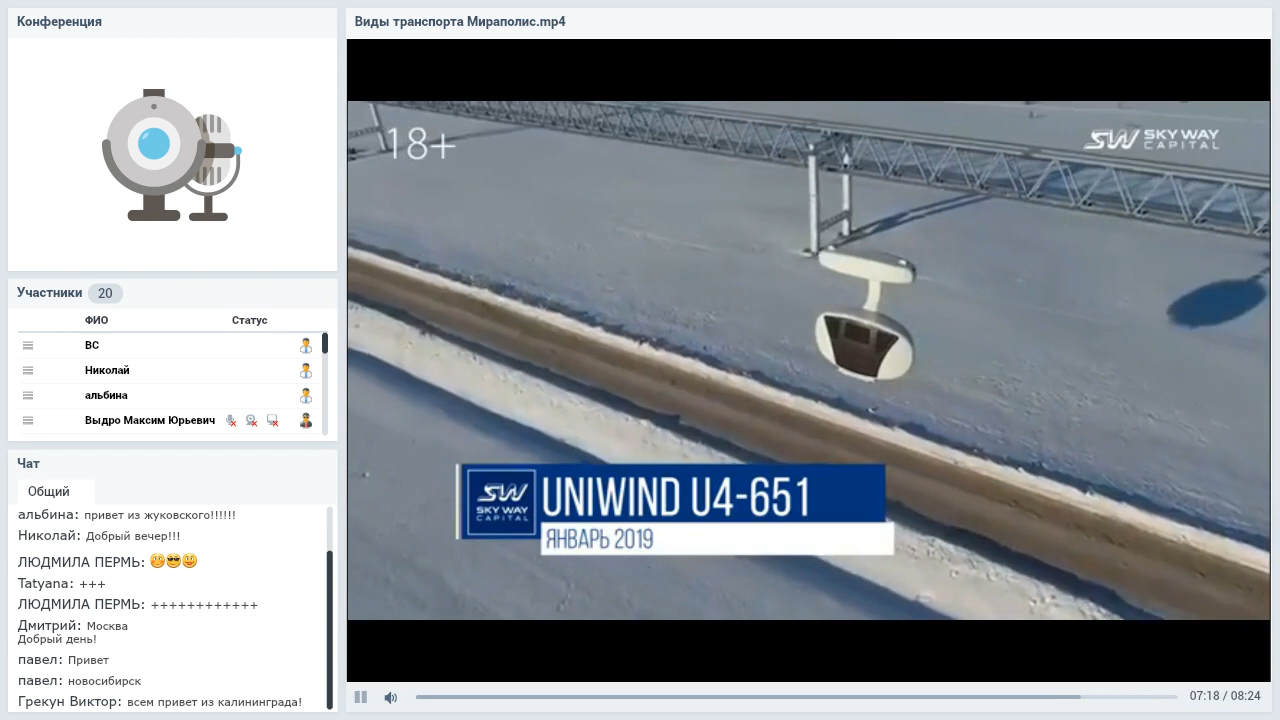 Конференция
Участники 20
ФИО Статус
ВС
Николай
альбина
Выдро Максим Юрьевич
Чат
Общий
альбина: привет из жуковского!!!!!!
Николай: Добрый вечер!!!
ЛЮДМИЛА ПЕРМЬ:
Tatyana: +++
ЛЮДМИЛА ПЕРМЬ: ++++++++++++
Дмитрий: Москва
Добрый день!
павел: Привет
павел: новосибирск
Грекун Виктор: всем привет из калининграда!
Виды транспорта Мираполис.mp4
18+
SW SKY WAY
CAPITAL
SW
SKY WAY
CAPITAL
UNIWIND U4-651
ЯНВАРЬ 2019
07:18 / 08:24